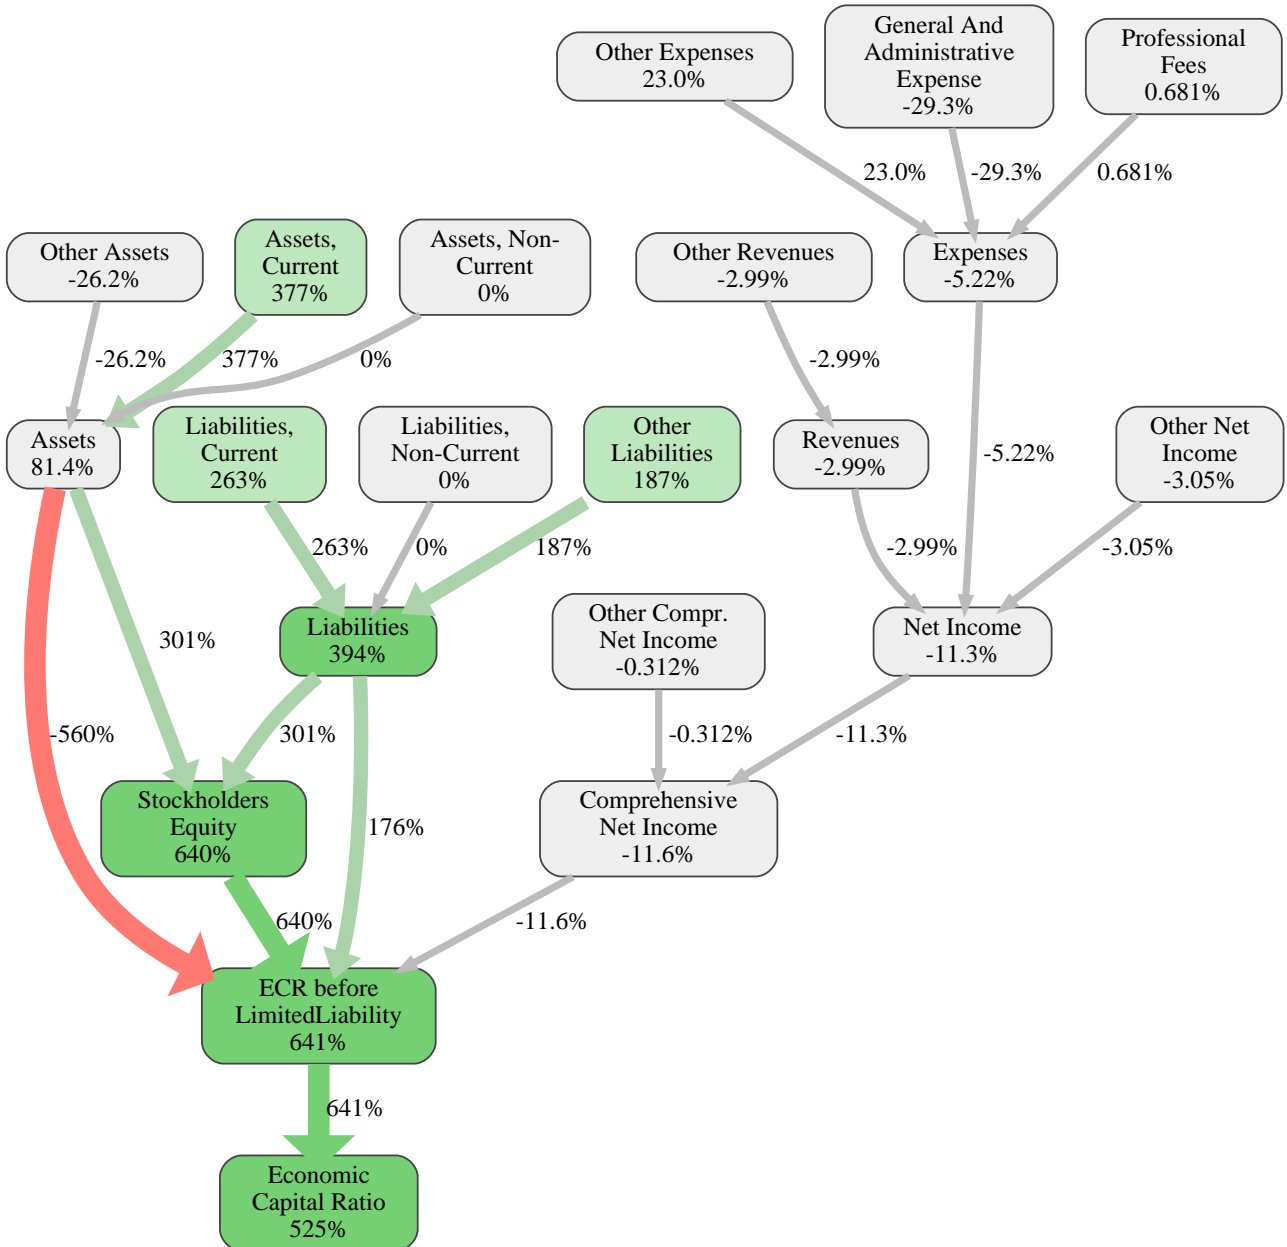 Other Expenses
23.0%
General And
Administrative
Expense
-29.3%
Professional
Fees
0.681%
23.0%
-29.3%
0.681%
Other Assets
-26.2%
Assets,
Current
377%
Assets, Non-
Current
0%
Other Revenues
-2.99%
Expenses
-5.22%
-26.2%
377%
0%
-2.99%
Assets
81.4%
Liabilities,
Current
263%
Liabilities,
Non-Current
0%
Other
Liabilities
187%
Revenues
-2.99%
-5.22%
Other Net
Income
-3.05%
263%
0%
187%
-2.99%
-3.05%
301%
Liabilities
394%
Other Compr.
Net Income
-0.312%
Net Income
-11.3%
-560%
301%
-0.312%
-11.3%
Stockholders
Equity
640%
176%
Comprehensive
Net Income
-11.6%
640%
-11.6%
ECR before
LimitedLiability
641%
641%
Economic
Capital Ratio
525%